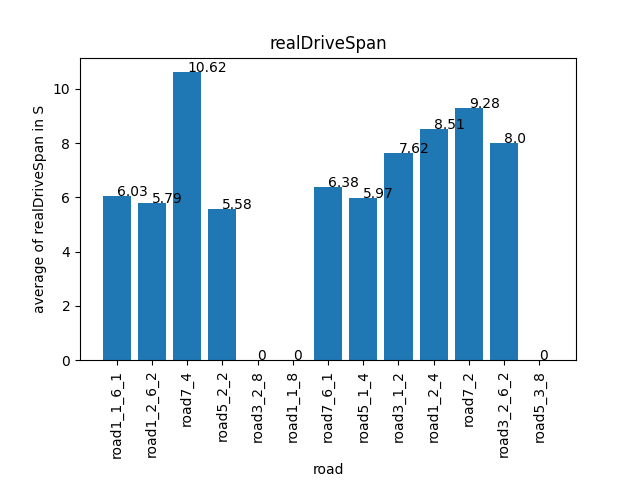 realDriveSpan
average of realDriveSpan in S
10
8
6
4
2
0
6.03
5.79
10.62
5.58
0
0
6.38
5.97
7.62
8.51
9.28
8.0
0
road1_1_6_1
road1_2_6_2
road7_4
road5_2_2
road3_2_8
road1_1_8
road7_6_1
road5_1_4
road3_1_2
road1_2_4
road7_2
road3_2_6_2
road5_3_8
road